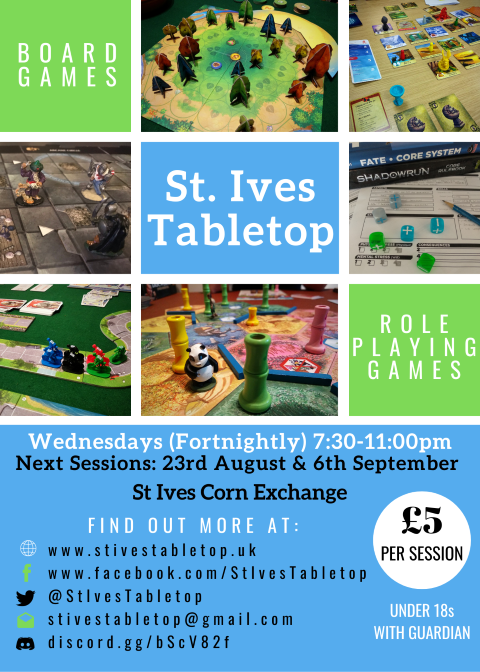 BOARD
GAMES
St. Ives
Tabletop
FATE • CORE SYSTEM
SHADOWRUN
CONSEQUENCES
ROLE
PLAYING
GAMES
Wednesdays (Fortnightly) 7:30-11:00pm
Next Sessions: 23rd August & 6th September
St Ives Corn Exchange
FIND OUT MORE AT:
www.stivestabletop.uk
www.facebook.com/StIvesTabletop
@StIvesTabletop
stivestabletop@gmail.com
discord.gg/bScV82f
£5
PER SESSION
UNDER 18s
WITH GUARDIAN